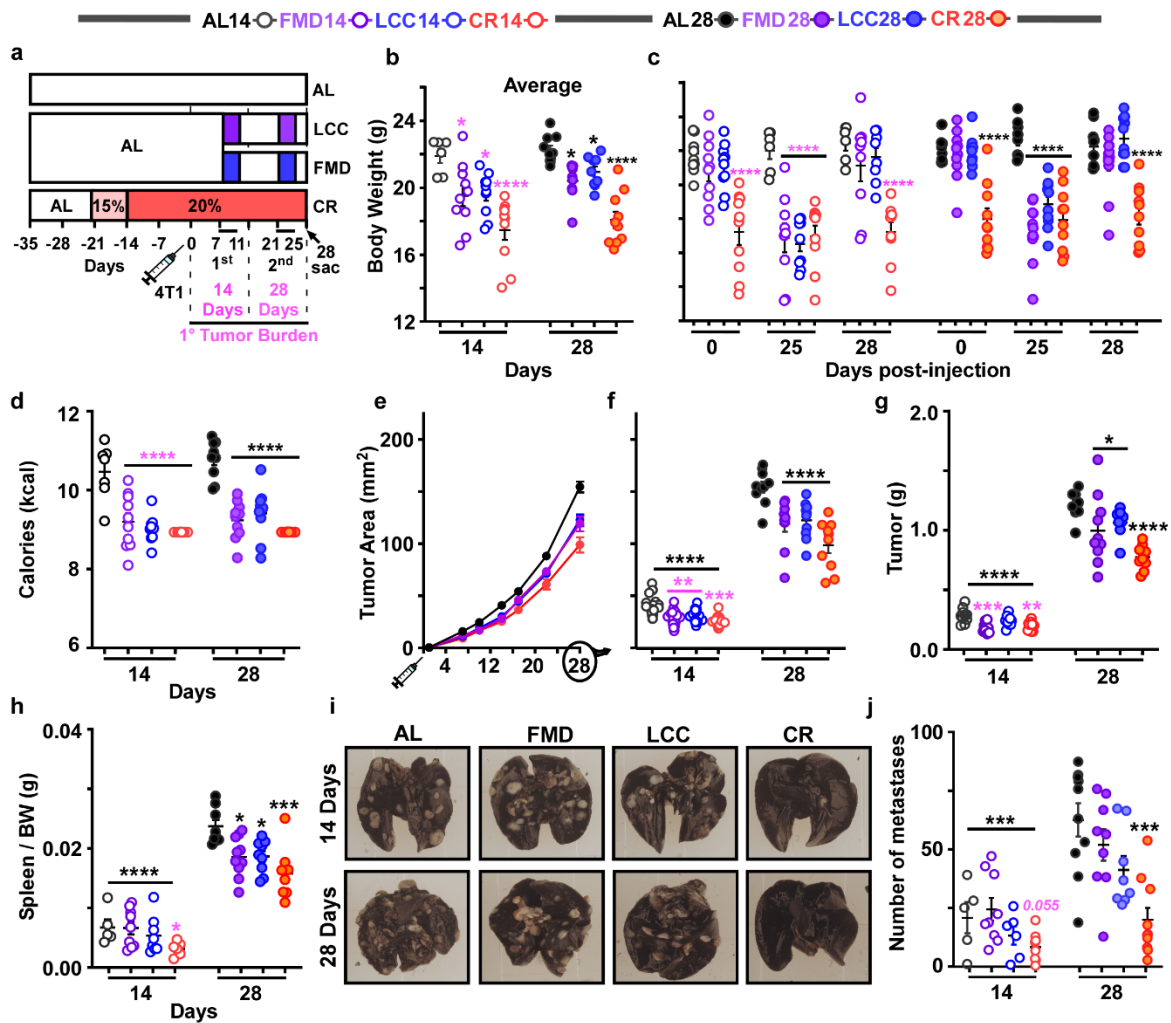 AL14 FMD14 LCC14 CR14 AL28 FMD28 LCC28 CR28
a
AL
LCC
AL
FMD
AL 15% 20% CR
-35 -28 -21 -14 -7 0 7 11 21 25 28
Days 1st 2nd sac
4T1 14 28
Days Days
1° Tumor Burden
b
Average
Body Weight (g)
24
20
16
12
* * **** * * ****
14 28
Days
c
**** **** **** **** **** ****
0 25 28 0 25 28
Days post-injection
d
Calories (kcal)
12
10
8
6
**** ****
14 28
Days
e
Tumor Area (mm2)
200
100
0
4 10 16 22 28
f
****
** ***
****
14 28
g
Tumor (g)
2.0
1.0
0.0
****
*** **
* ****
14 28
h
Spleen / BW (g)
0.04
0.02
0.00
****
*
* * ***
14 28
Days
i
AL FMD LCC CR
14 Days
28 Days
j
Number of metastases
100
50
0
***
0.055
***
14 28